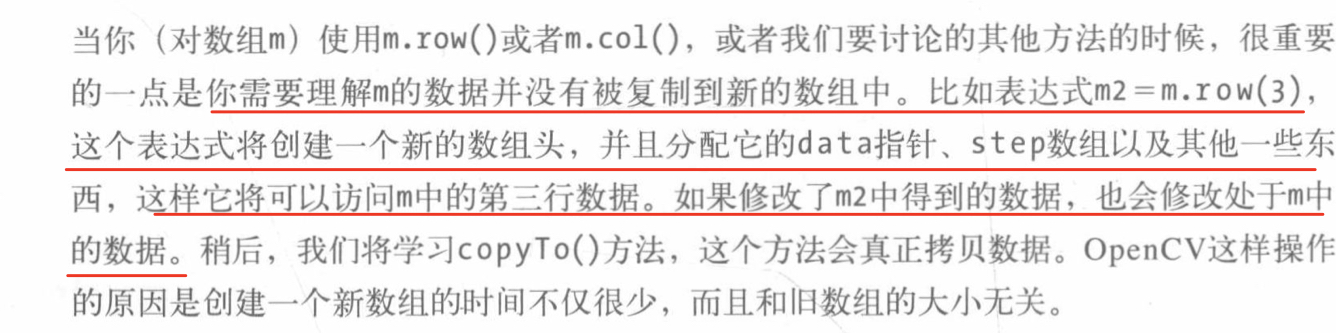 当你（对数组m）使用m.row()或者m.col()，或者我们要讨论的其他方法的时候，很重要
的一点是你需要理解m的数据并没有被复制到新的数组中。比如表达式m2=m.row(3)，
这个表达式将创建一个新的数组头，并且分配它的data指针、step数组以及其他一些东
西，这样它将可以访问m中的第三行数据。如果修改了m2中得到的数据，也会修改处于m中
的数据。稍后，我们将学习copyTo()方法，这个方法会真正拷贝数据。OpenCV这样操作
的原因是创建一个新数组的时间不仅很少，而且和旧数组的大小无关。